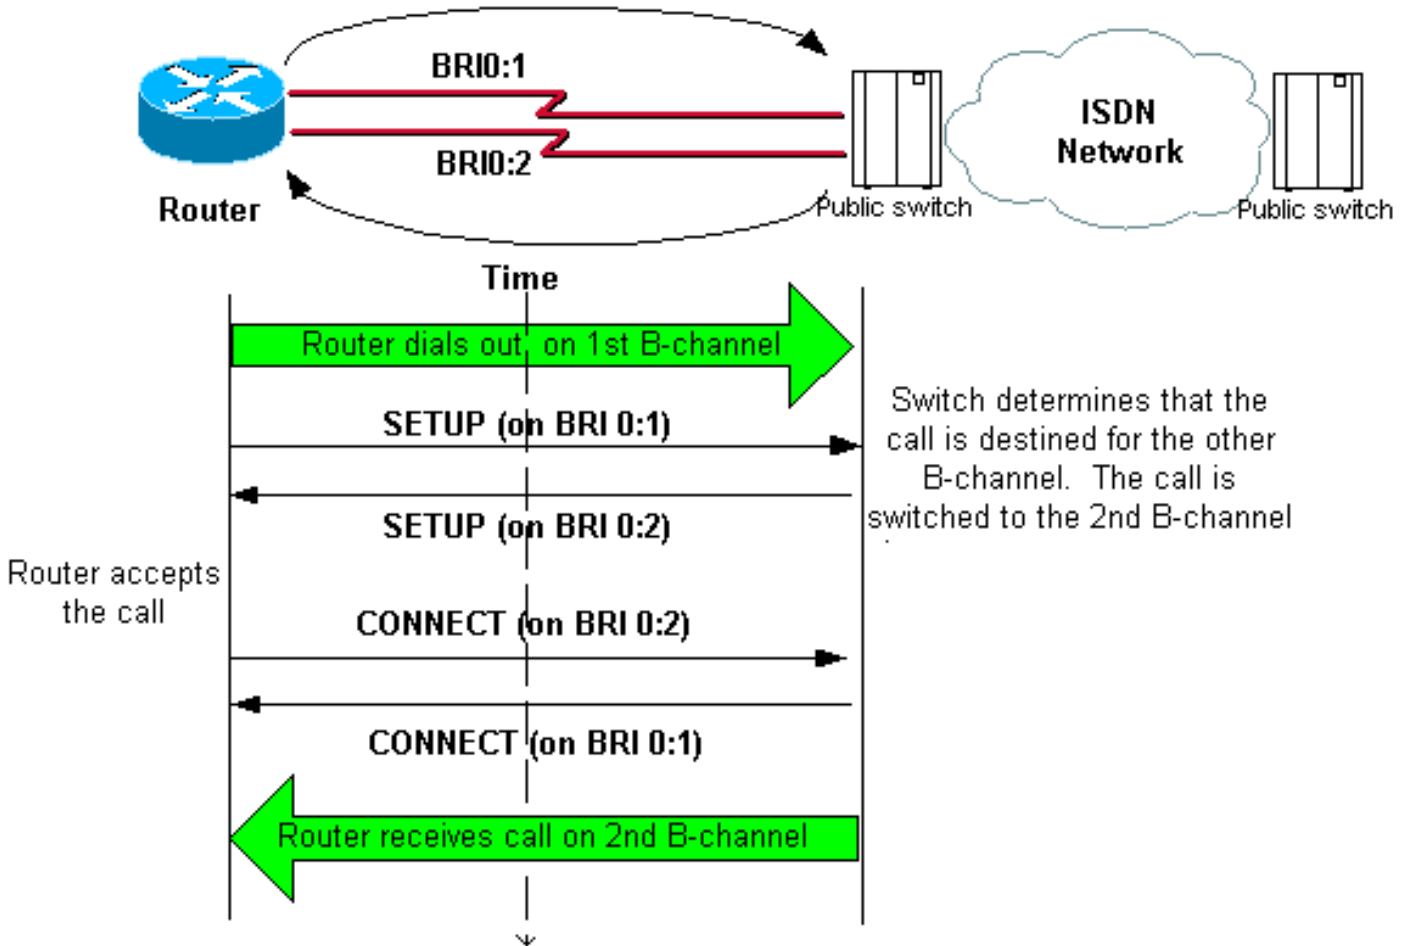 BRI0:1
BRI0:2
Router
ISDN
Network
Public switch
Public switch
Time
Router dials out on 1st B-channel
SETUP (on BRI 0:1)
Switch determines that the
call is destined for the other
B-channel. The call is
switched to the 2nd B-channel
.
SETUP (on BRI 0:2)
Router accepts
the call
CONNECT (on BRI 0:2)
CONNECT (on BRI 0:1)
Router receives call on 2nd B-channel